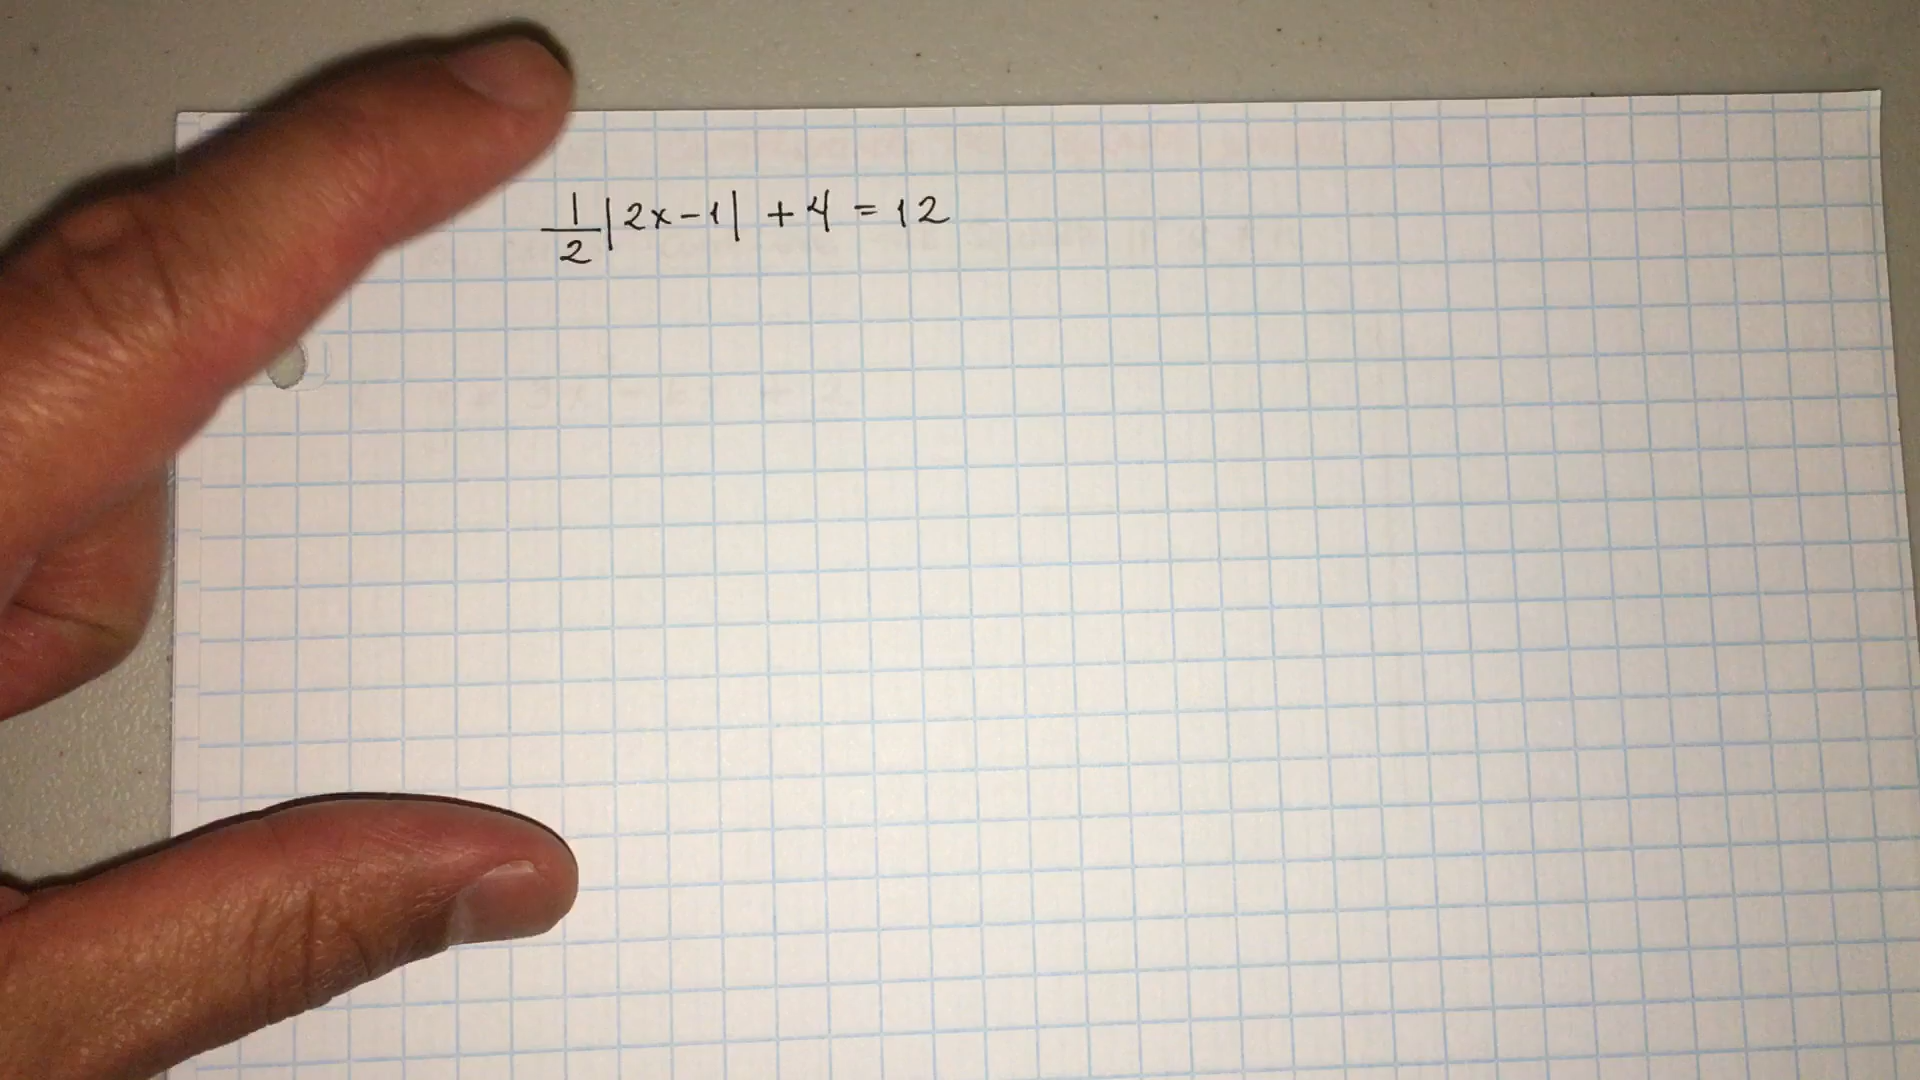 1/2|2x-1| +4 = 12